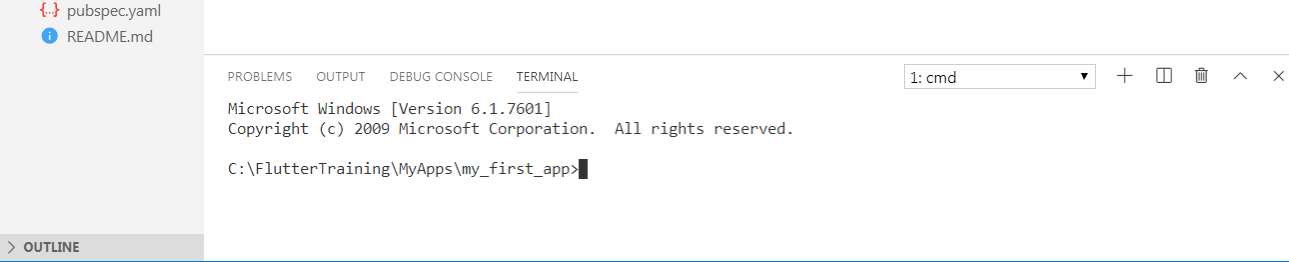 {...} pubspec.yaml
README.md
PROBLEMS OUTPUT DEBUG CONSOLE TERMINAL 1: cmd
Microsoft Windows [Version 6.1.7601]
Copyright (c) 2009 Microsoft Corporation.  All rights reserved.
C:\FlutterTraining\MyApps\my_first_app>
OUTLINE